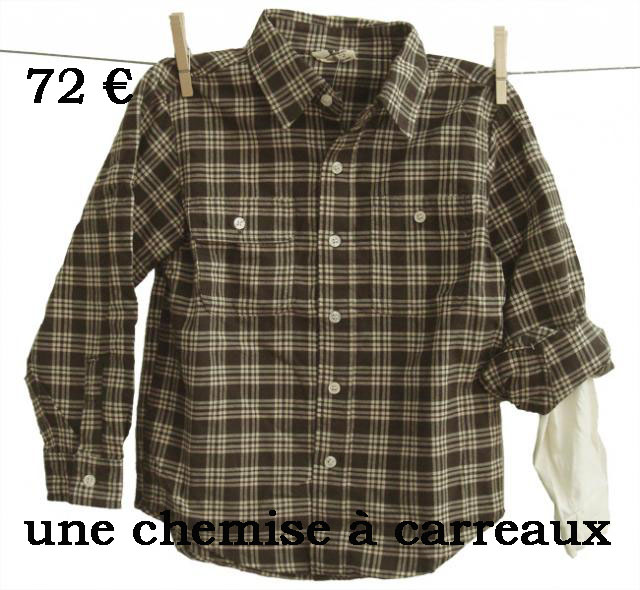 72 €
une chemise à carreaux